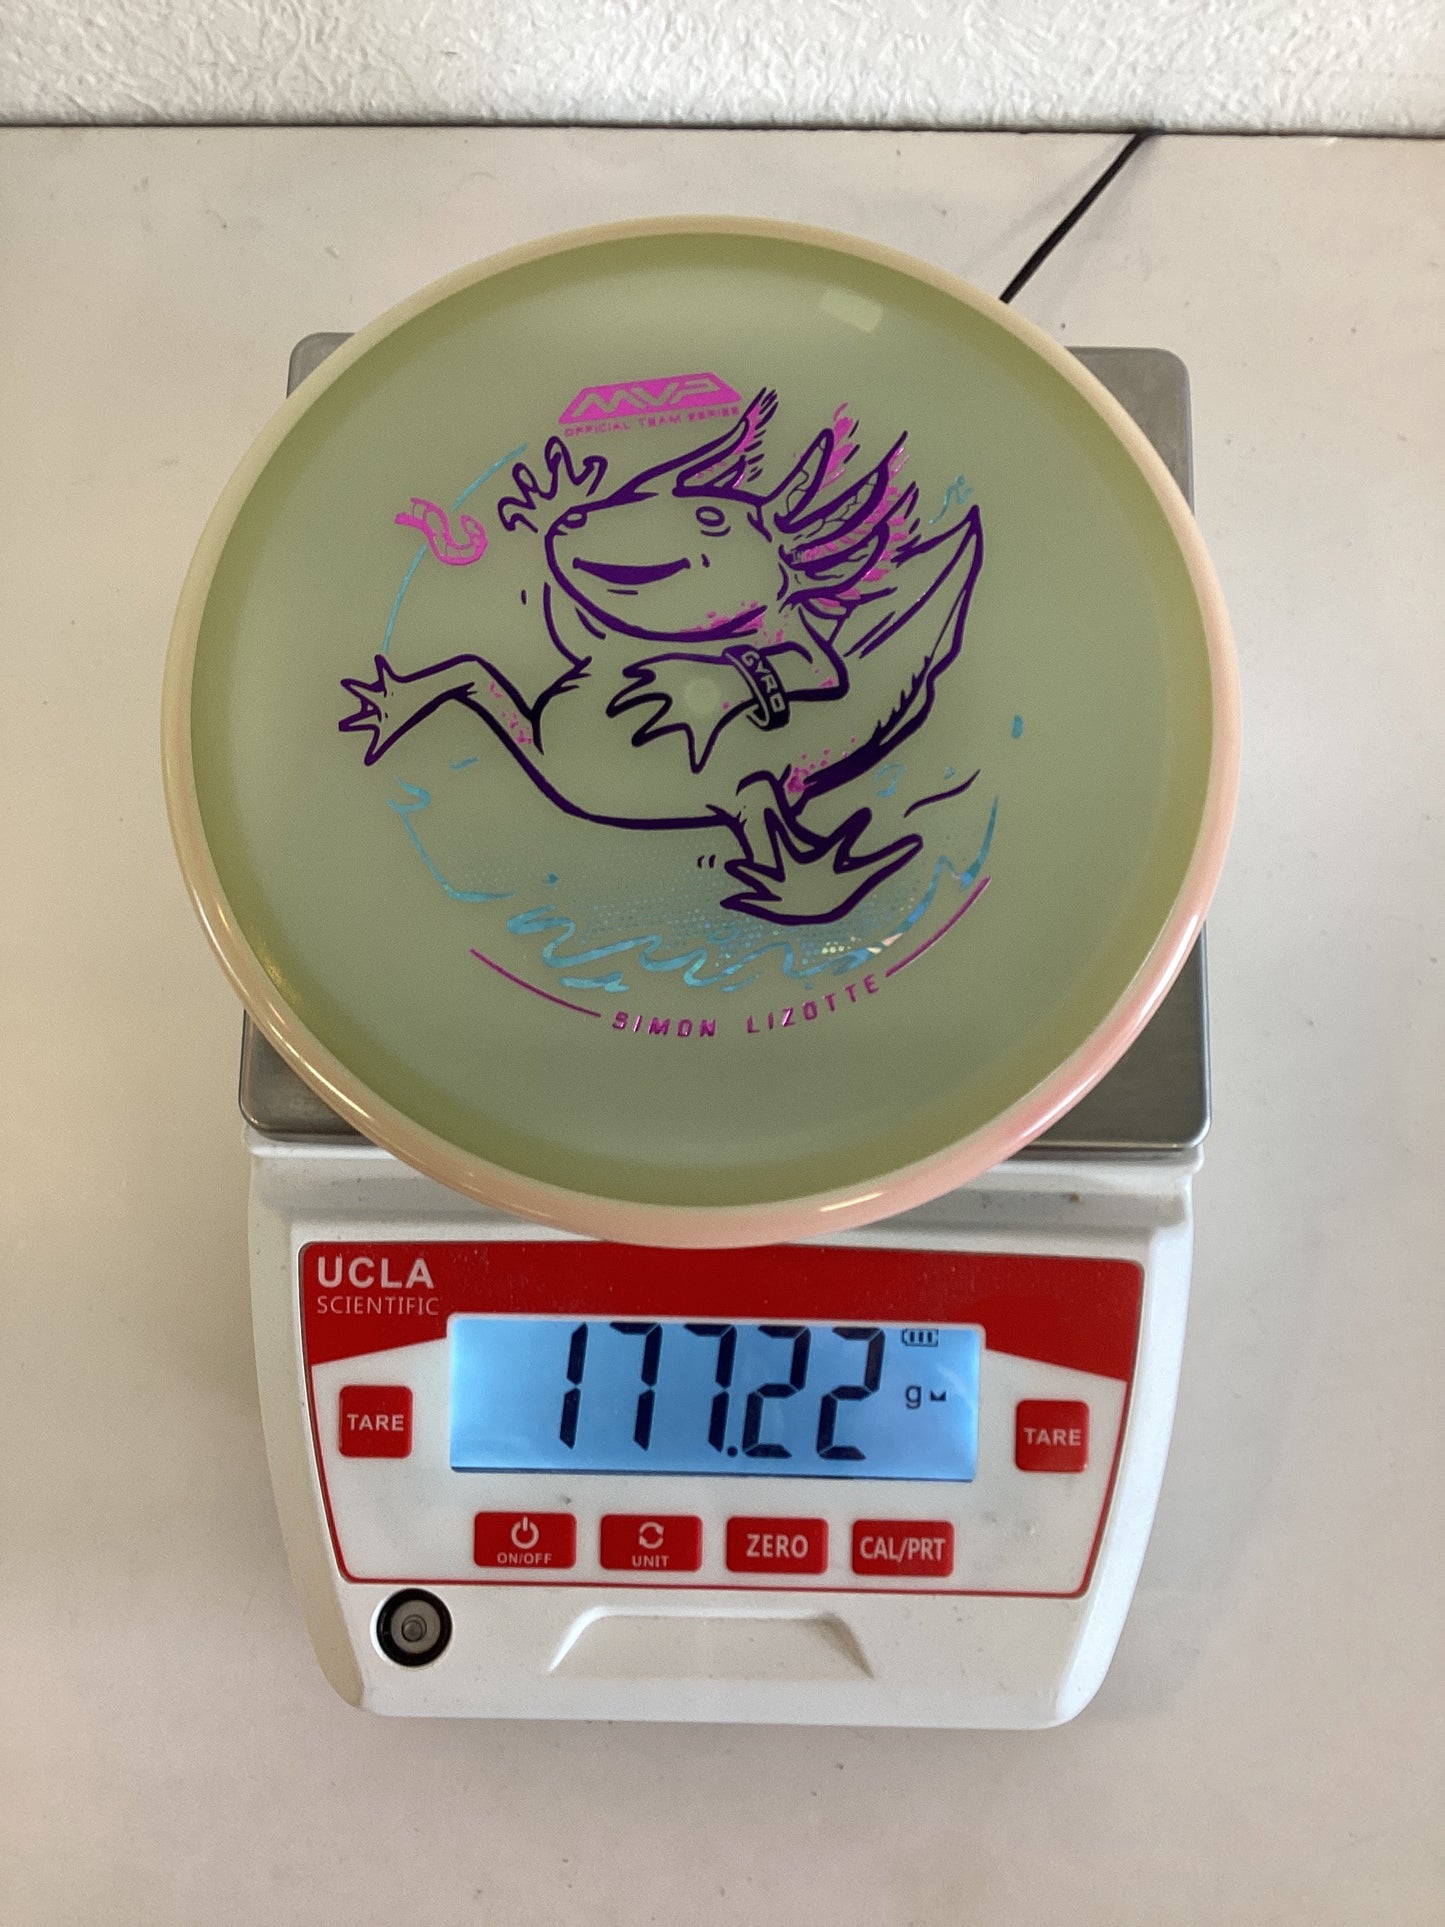 MVP
OFFICIAL TEAM SERIES
GYRO
SIMON LIZOTTE
UCLA
SCIENTIFIC
177.22
g
TARE
TARE
ON/OFF
UNIT
ZERO
CAL/PRT